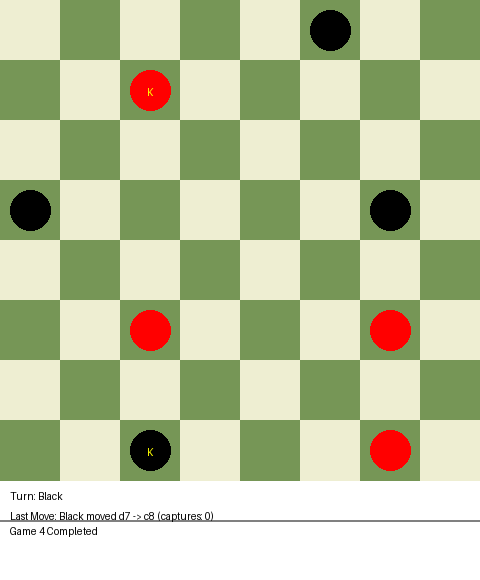 K
K
Turn: Black
Last Move: Black moved d7 -> c8 (captures: 0)
Game 4 Completed